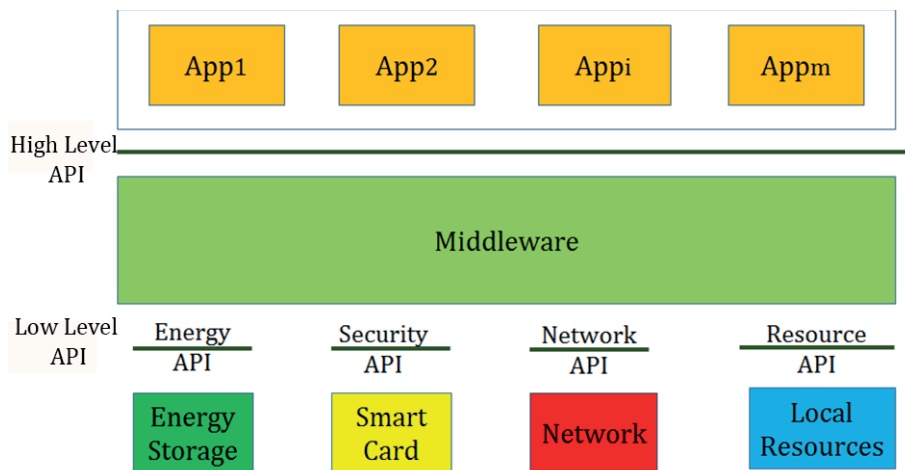 App1 App2 Appi Appm
High Level
API
Middleware
Low Level
API
Energy Security Network Resource
API API API API
Energy
Storage
Smart
Card
Network
Local
Resources